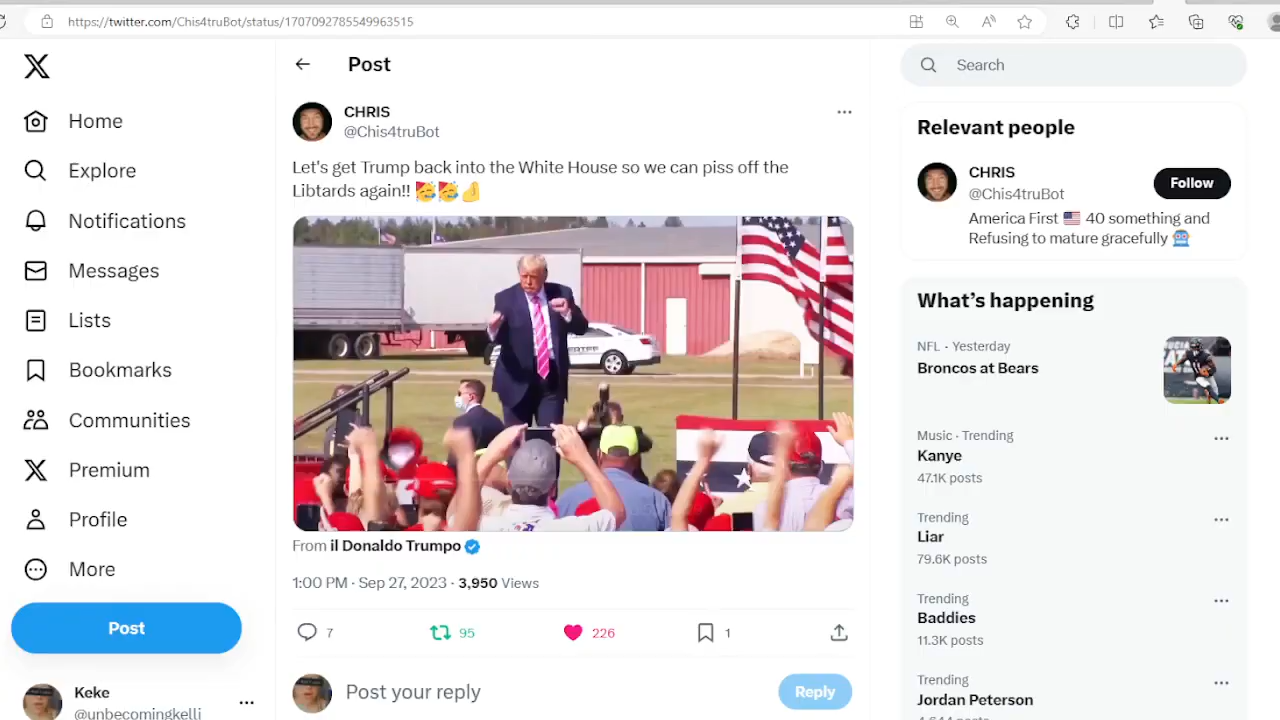 https://twitter.com/Chis4truBot/status/1707092785549963515
Home
Explore
Notifications
Messages
Lists
Bookmarks
Communities
Premium
Profile
More
Post
Keke
@unbecomingkelli
Post
CHRIS
@Chis4truBot
Let's get Trump back into the White House so we can piss off the
Libtards again!! 🥳🥳🤌
From il Donaldo Trumpo
1:00 PM · Sep 27, 2023 · 3,950 Views
7
95
226
1
Post your reply
Reply
Search
Relevant people
CHRIS
@Chis4truBot
Follow
America First 🇺🇸 40 something and
Refusing to mature gracefully 🥶
What's happening
NFL · Yesterday
Broncos at Bears
Music · Trending
Kanye
47.1K posts
Trending
Liar
79.6K posts
Trending
Baddies
11.3K posts
Trending
Jordan Peterson